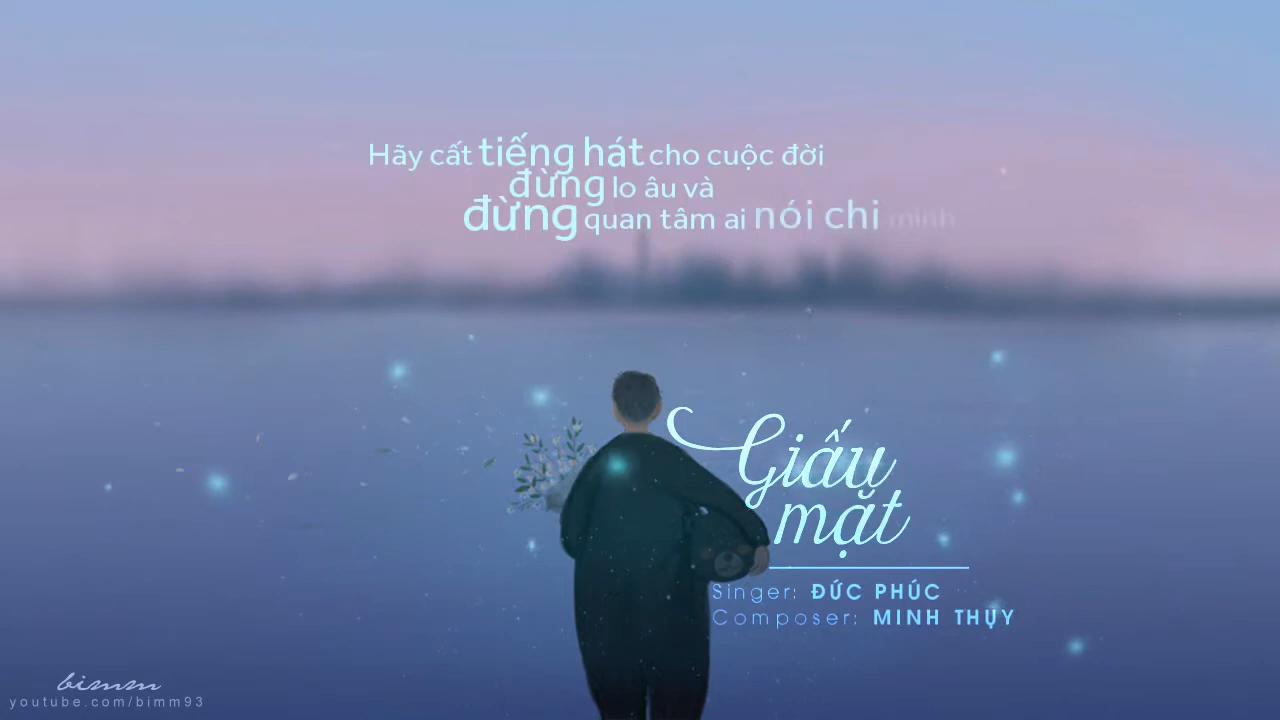 Hãy cất tiếng hát cho cuộc đời
đừng lo âu và
đừng quan tâm ai nói chi mình
Giấu
mặt
Singer: ĐỨC PHÚC
Composer: MINH THỤY
bimm
youtube.com/bimm93